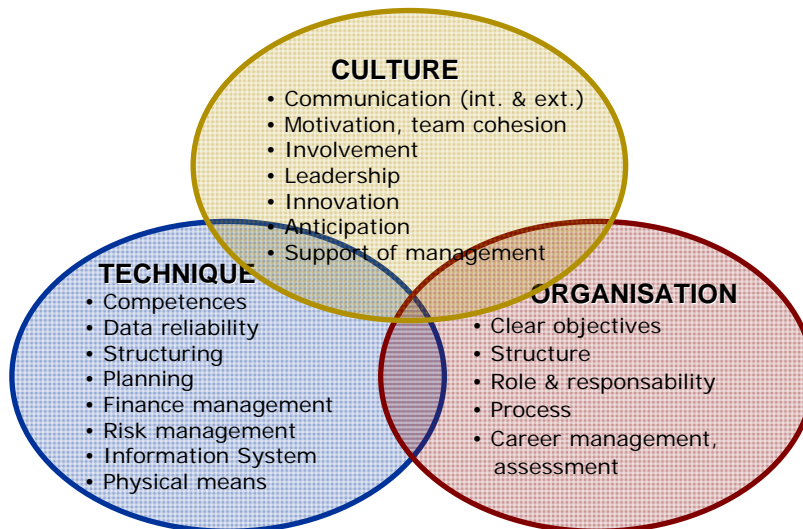 CULTURE
• Communication (int. & ext.)
• Motivation, team cohesion
• Involvement
• Leadership
• Innovation
• Anticipation
• Support of management
TECHNIQUE
• Competences
• Data reliability
• Structuring
• Planning
• Finance management
• Risk management
• Information System
• Physical means
ORGANISATION
• Clear objectives
• Structure
• Role & responsability
• Process
• Career management,
assessment